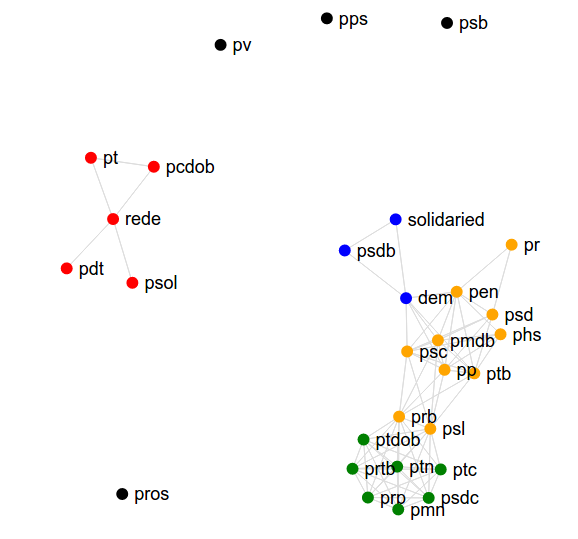 pps
psb
pv
pt
pcdob
rede
solidaried
pr
psdb
pdt
psol
dem
pen
psd
phs
pmdb
psc
pp
ptb
prb
psl
ptdob
prtb
ptn
ptc
pros
prp
psdc
pmn